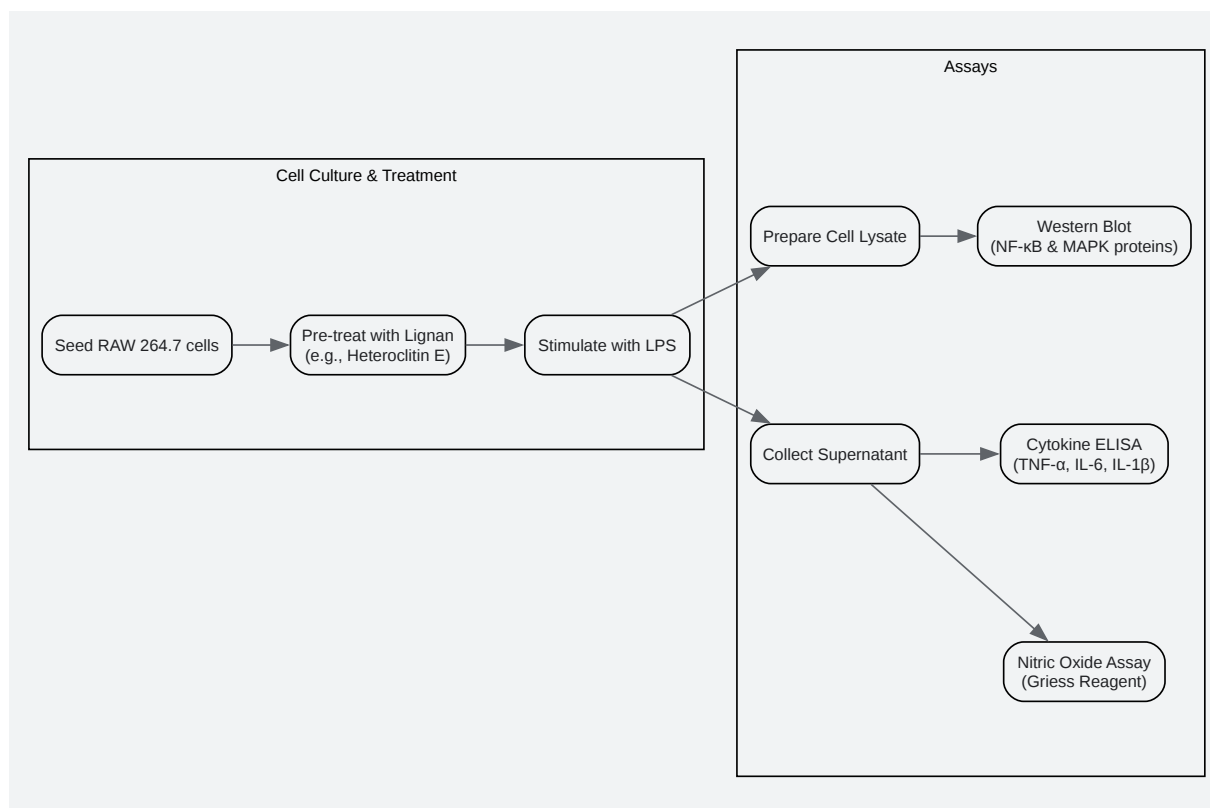 Assays
Cell Culture & Treatment
Prepare Cell Lysate
Western Blot
(NF-κB & MAPK proteins)
Seed RAW 264.7 cells
Pre-treat with Lignan
(e.g., Heteroclitin E)
Stimulate with LPS
Collect Supernatant
Cytokine ELISA
(TNF-α, IL-6, IL-1β)
Nitric Oxide Assay
(Griess Reagent)